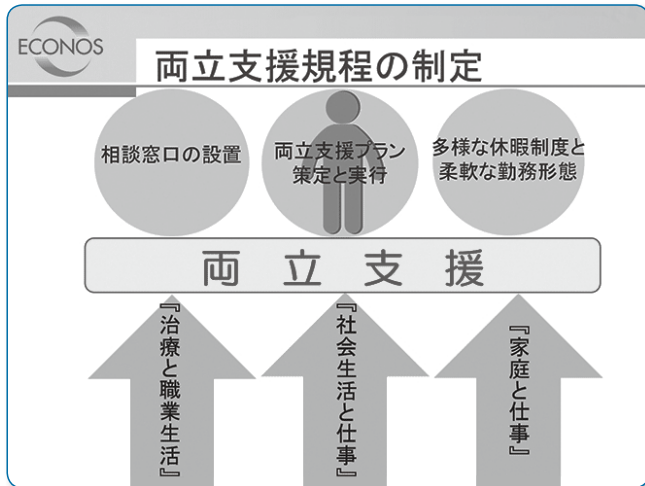 ECONOS
両立支援規程の制定
相談窓口の設置
両立支援プラン
策定と実行
多様な休暇制度と
柔軟な勤務形態
両立支援
『治療と職業生活』
『社会生活と仕事』
『家庭と仕事』